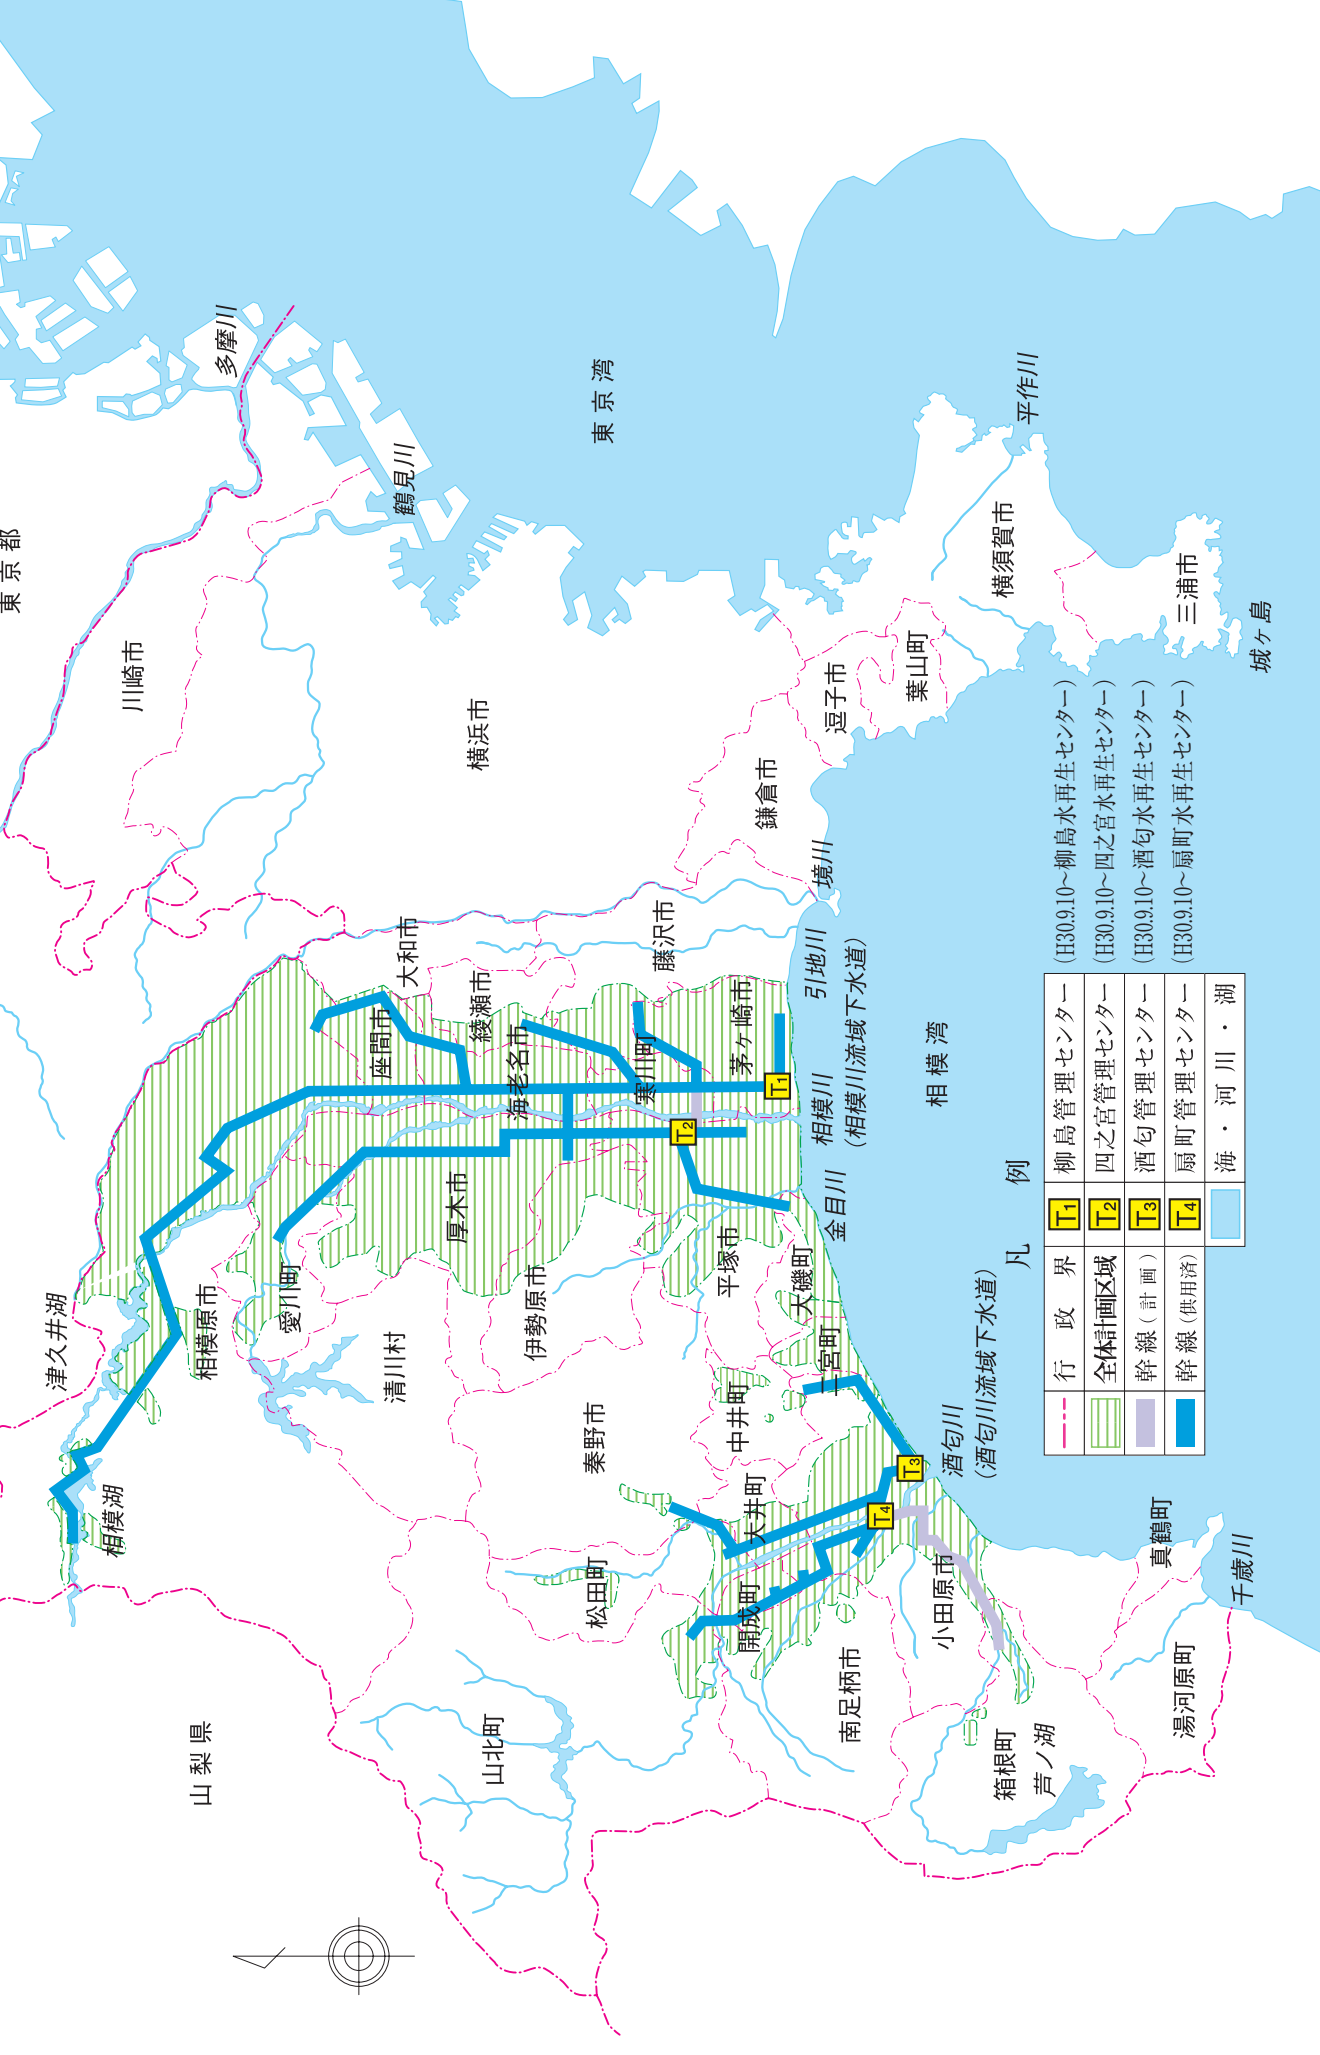 東京都
多摩川
鶴見川
川崎市
横浜市
東京湾
平作川
横須賀市
三浦市
城ヶ島
葉山町
逗子市
鎌倉市
境川
引地川
藤沢市
大和市
綾瀬市
座間市
海老名市
寒川町
茅ヶ崎市
T1
T2
相模川
(相模川流域下水道)
相模湾
金目川
厚木市
愛川町
相模原市
津久井湖
相模湖
清川村
伊勢原市
平塚市
大磯町
二宮町
中井町
秦野市
大井町
松田町
開成町
T3
T4
酒匂川
(酒匂川流域下水道)
小田原市
南足柄市
山北町
山梨県
箱根町
芦ノ湖
真鶴町
湯河原町
千歳川
凡例
行政界
全体計画区域
幹線(計画)
幹線(供用済)
T1 柳島管理センター (H30.9.10~柳島水再生センター)
T2 四之宮管理センター (H30.9.10~四之宮水再生センター)
T3 酒匂管理センター (H30.9.10~酒匂水再生センター)
T4 扇町管理センター (H30.9.10~扇町水再生センター)
海・河川・湖